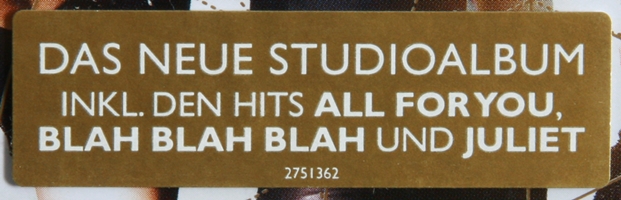 DAS NEUE STUDIOALBUM
INKL. DEN HITS ALL FOR YOU,
BLAH BLAH BLAH UND JULIET
2751362